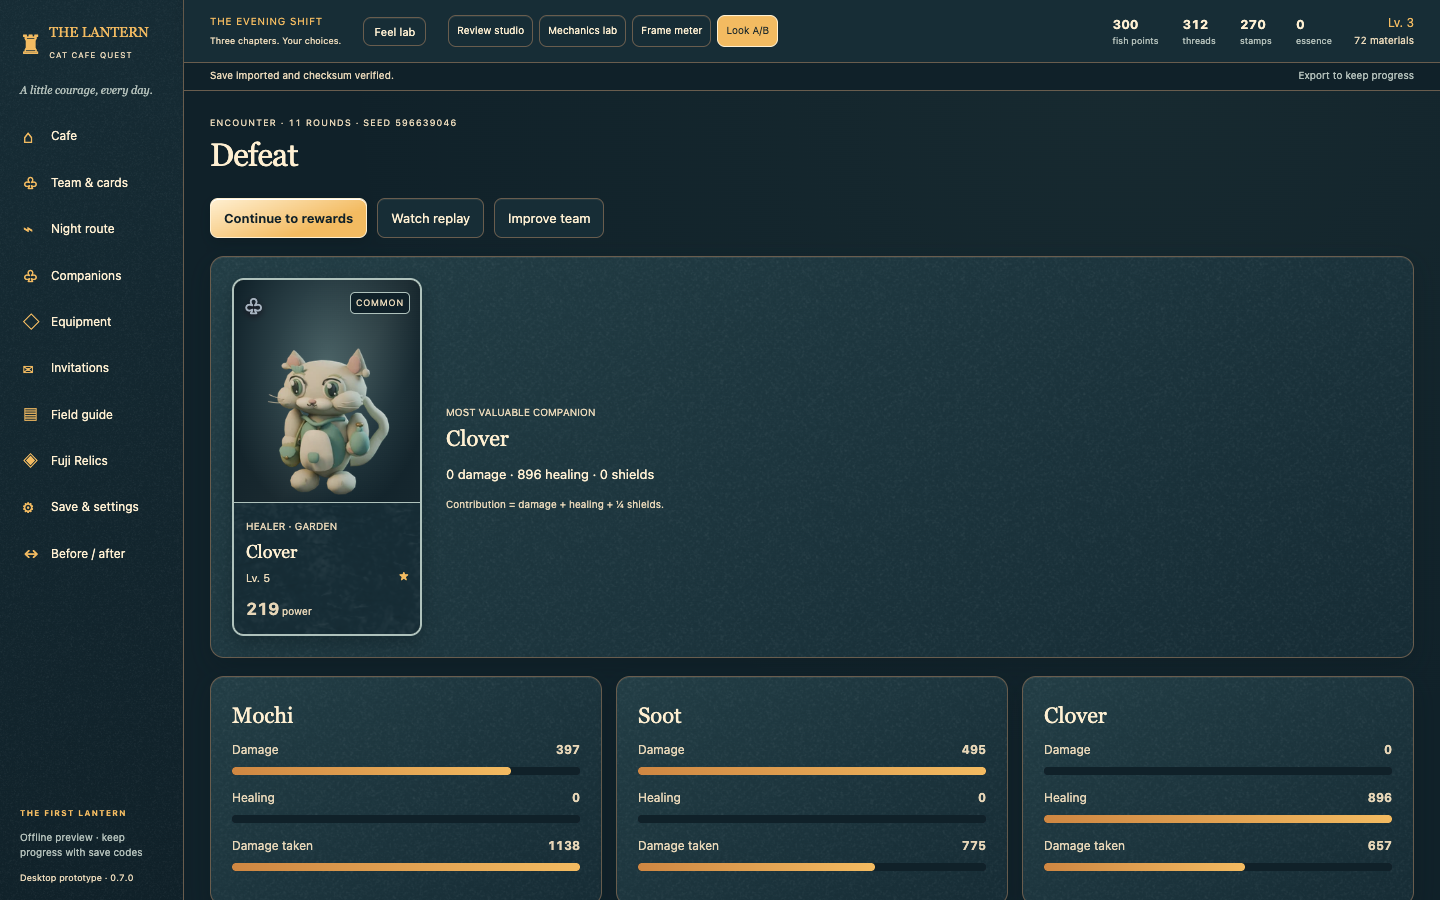 THE LANTERN
CAT CAFE QUEST
A little courage, every day.
Cafe
Team & cards
Night route
Companions
Equipment
Invitations
Field guide
Fuji Relics
Save & settings
Before / after
THE FIRST LANTERN
Offline preview · keep
progress with save codes
Desktop prototype · 0.7.0
THE EVENING SHIFT
Three chapters. Your choices.
Feel lab
Review studio
Mechanics lab
Frame meter
Look A/B
300
fish points
312
threads
270
stamps
0
essence
Lv. 3
72 materials
Save imported and checksum verified.
Export to keep progress
ENCOUNTER · 11 ROUNDS · SEED 596639046
Defeat
Continue to rewards
Watch replay
Improve team
COMMON
HEALER · GARDEN
Clover
Lv. 5
219 power
MOST VALUABLE COMPANION
Clover
0 damage · 896 healing · 0 shields
Contribution = damage + healing + ¼ shields.
Mochi
Damage 397
Healing 0
Damage taken 1138
Soot
Damage 495
Healing 0
Damage taken 775
Clover
Damage 0
Healing 896
Damage taken 657